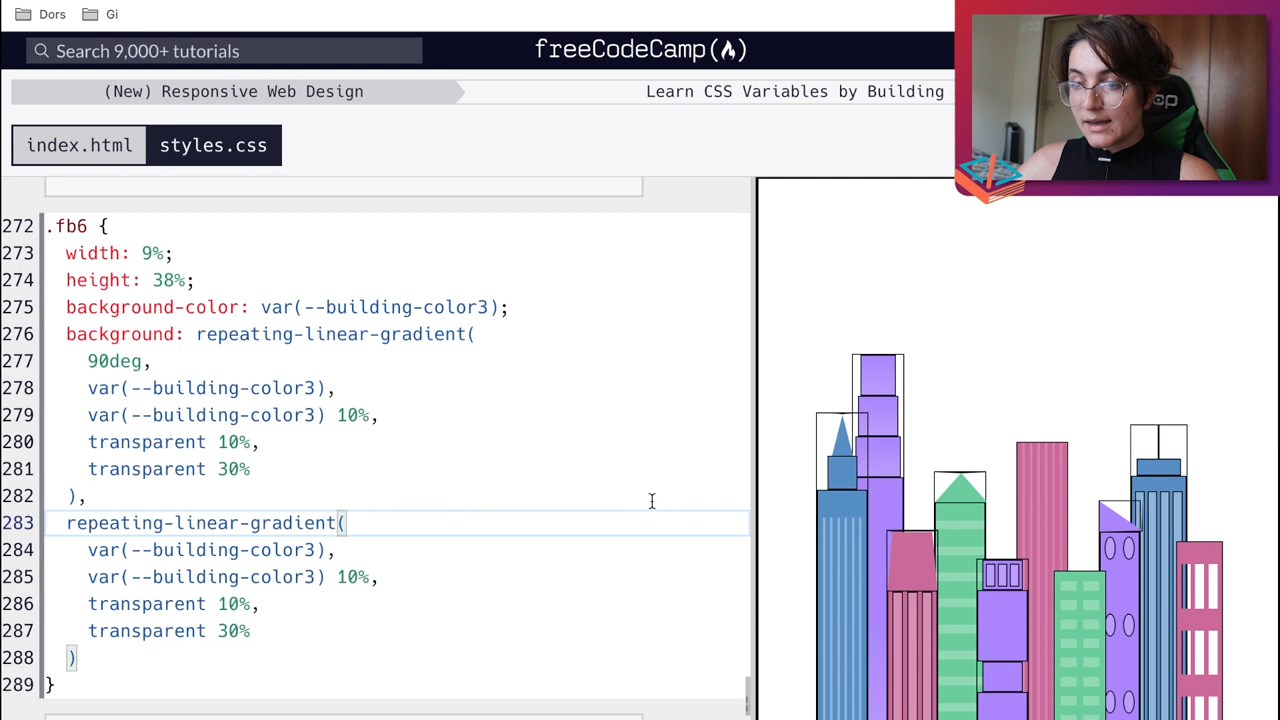 Dors
Gi
Search 9,000+ tutorials
freeCodeCamp
(New) Responsive Web Design
Learn CSS Variables by Building
index.html
styles.css
272 .fb6 {
273 width: 9%;
274 height: 38%;
275 background-color: var(--building-color3);
276 background: repeating-linear-gradient(
277 90deg,
278 var(--building-color3),
279 var(--building-color3) 10%,
280 transparent 10%,
281 transparent 30%
282 ),
283 repeating-linear-gradient(
284 var(--building-color3),
285 var(--building-color3) 10%,
286 transparent 10%,
287 transparent 30%
288 )
289 }